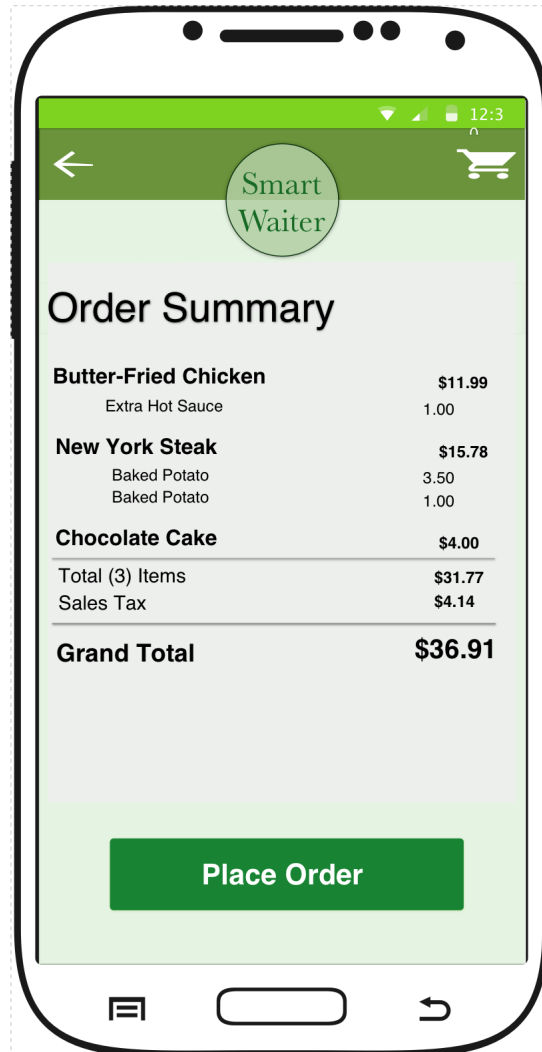 12:3
Smart
Waiter
Order Summary
Butter-Fried Chicken $11.99
Extra Hot Sauce 1.00
New York Steak $15.78
Baked Potato 3.50
Baked Potato 1.00
Chocolate Cake $4.00
Total (3) Items $31.77
Sales Tax $4.14
Grand Total $36.91
Place Order